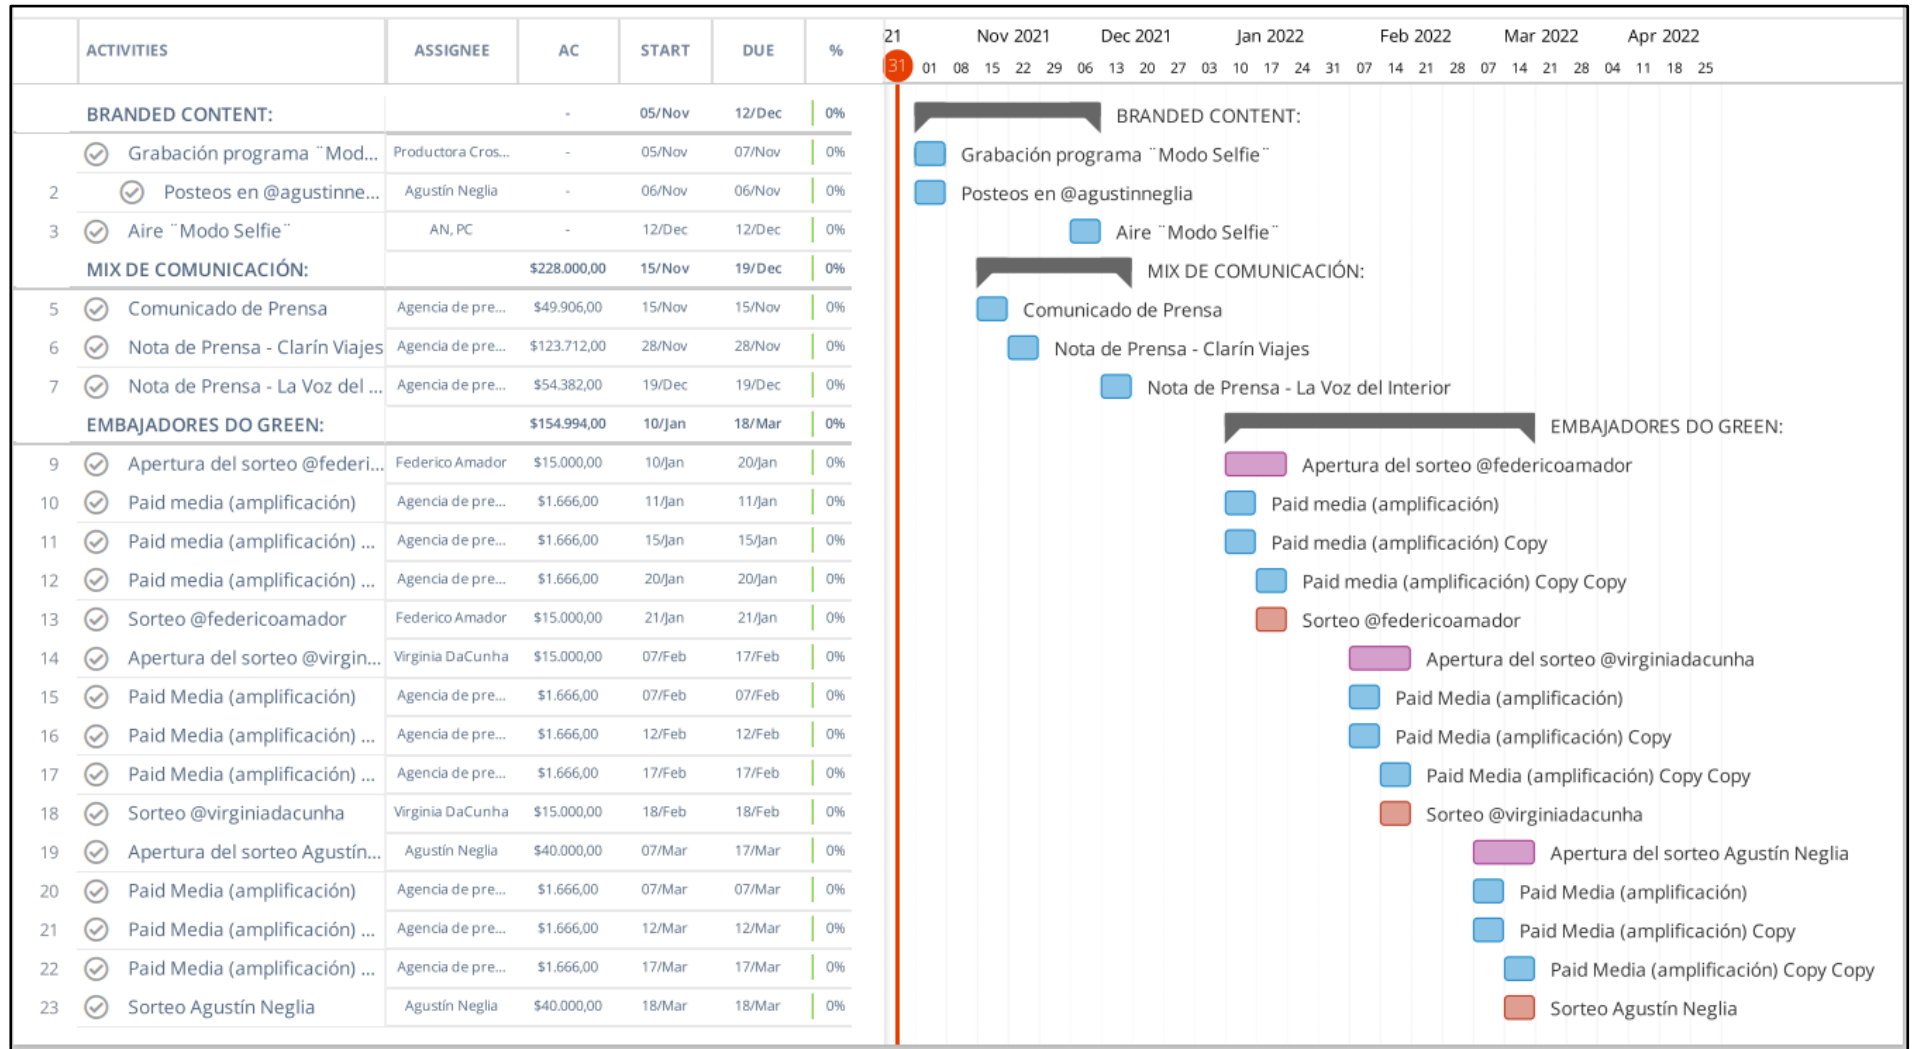 ACTIVITIES ASSIGNEE AC START DUE %
21 Nov 2021 Dec 2021 Jan 2022 Feb 2022 Mar 2022 Apr 2022
31 01 08 15 22 29 06 13 20 27 03 10 17 24 31 07 14 21 28 07 14 21 28 04 11 18 25
BRANDED CONTENT: - 05/Nov 12/Dec 0% BRANDED CONTENT:
Grabación programa ¨Mod... Productora Cros... - 05/Nov 07/Nov 0% Grabación programa ¨Modo Selfie¨
2 Posteos en @agustinne... Agustín Neglia - 06/Nov 06/Nov 0% Posteos en @agustinneglia
3 Aire ¨Modo Selfie¨ AN, PC - 12/Dec 12/Dec 0% Aire ¨Modo Selfie¨
MIX DE COMUNICACIÓN: $228.000,00 15/Nov 19/Dec 0% MIX DE COMUNICACIÓN:
5 Comunicado de Prensa Agencia de pre... $49.906,00 15/Nov 15/Nov 0% Comunicado de Prensa
6 Nota de Prensa - Clarín Viajes Agencia de pre... $123.712,00 28/Nov 28/Nov 0% Nota de Prensa - Clarín Viajes
7 Nota de Prensa - La Voz del ... Agencia de pre... $54.382,00 19/Dec 19/Dec 0% Nota de Prensa - La Voz del Interior
EMBAJADORES DO GREEN: $154.994,00 10/Jan 18/Mar 0% EMBAJADORES DO GREEN:
9 Apertura del sorteo @federi... Federico Amador $15.000,00 10/Jan 20/Jan 0% Apertura del sorteo @federicoamador
10 Paid media (amplificación) Agencia de pre... $1.666,00 11/Jan 11/Jan 0% Paid media (amplificación)
11 Paid media (amplificación) ... Agencia de pre... $1.666,00 15/Jan 15/Jan 0% Paid media (amplificación) Copy
12 Paid media (amplificación) ... Agencia de pre... $1.666,00 20/Jan 20/Jan 0% Paid media (amplificación) Copy Copy
13 Sorteo @federicoamador Federico Amador $15.000,00 21/Jan 21/Jan 0% Sorteo @federicoamador
14 Apertura del sorteo @virgin... Virginia DaCunha $15.000,00 07/Feb 17/Feb 0% Apertura del sorteo @virginiadacunha
15 Paid Media (amplificación) Agencia de pre... $1.666,00 07/Feb 07/Feb 0% Paid Media (amplificación)
16 Paid Media (amplificación) ... Agencia de pre... $1.666,00 12/Feb 12/Feb 0% Paid Media (amplificación) Copy
17 Paid Media (amplificación) ... Agencia de pre... $1.666,00 17/Feb 17/Feb 0% Paid Media (amplificación) Copy Copy
18 Sorteo @virginiadacunha Virginia DaCunha $15.000,00 18/Feb 18/Feb 0% Sorteo @virginiadacunha
19 Apertura del sorteo Agustín... Agustín Neglia $40.000,00 07/Mar 17/Mar 0% Apertura del sorteo Agustín Neglia
20 Paid Media (amplificación) Agencia de pre... $1.666,00 07/Mar 07/Mar 0% Paid Media (amplificación)
21 Paid Media (amplificación) ... Agencia de pre... $1.666,00 12/Mar 12/Mar 0% Paid Media (amplificación) Copy
22 Paid Media (amplificación) ... Agencia de pre... $1.666,00 17/Mar 17/Mar 0% Paid Media (amplificación) Copy Copy
23 Sorteo Agustín Neglia Agustín Neglia $40.000,00 18/Mar 18/Mar 0% Sorteo Agustín Neglia